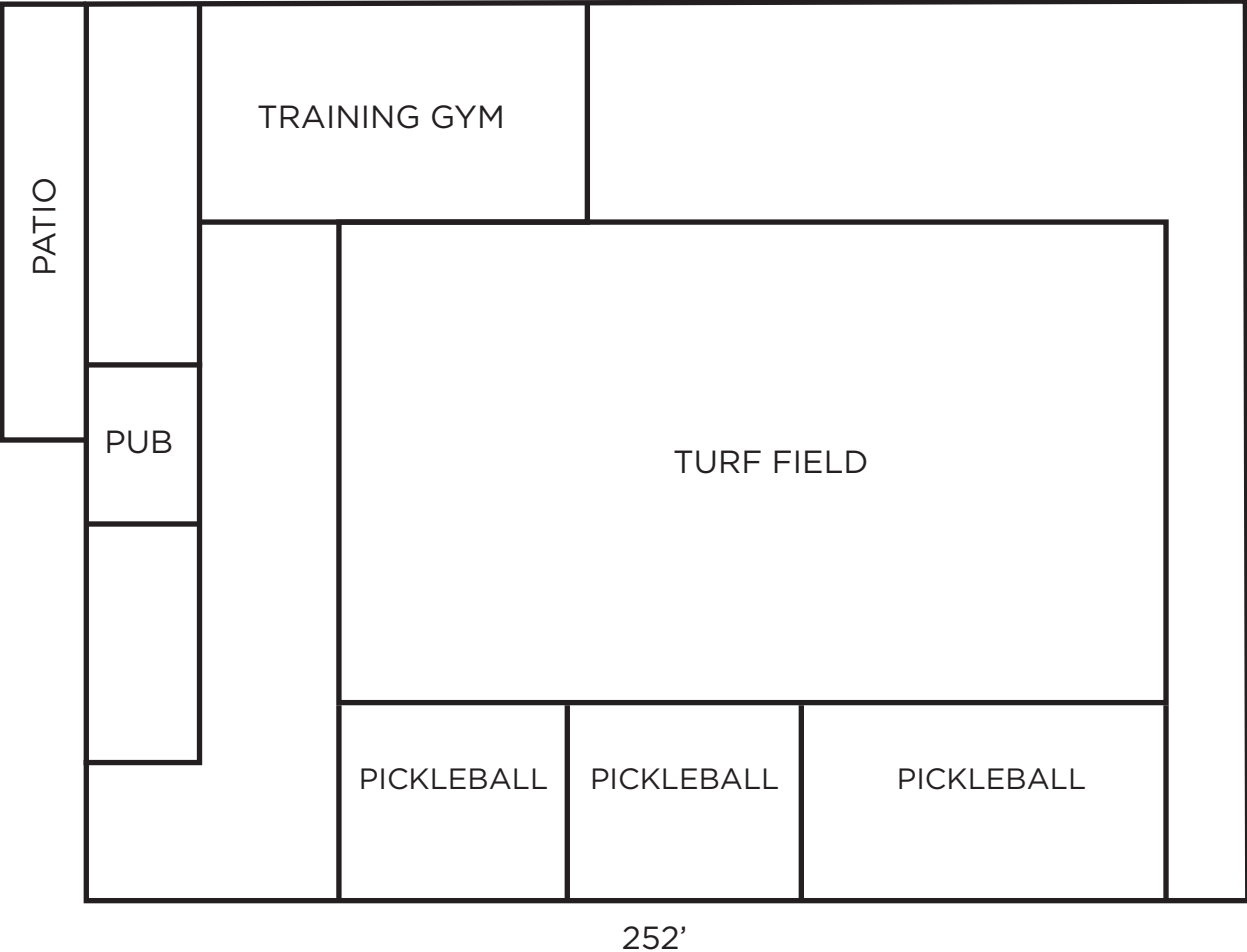 TRAINING GYM
PATIO
PUB
TURF FIELD
PICKLEBALL
PICKLEBALL
PICKLEBALL
252’